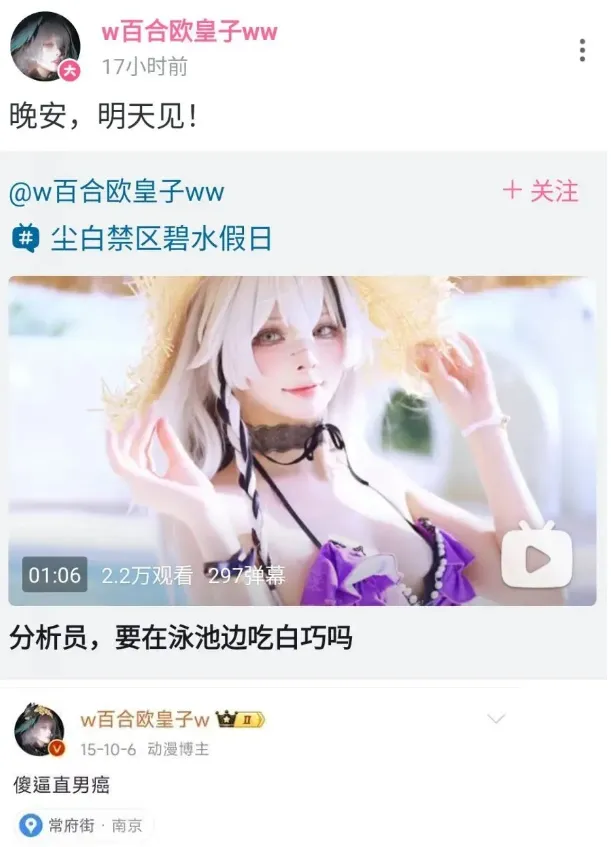 w百合欧皇子ww
大
17小时前
晚安，明天见！
@w百合欧皇子ww
+ 关注
# 尘白禁区碧水假日
01:06 2.2万观看 297弹幕
分析员，要在泳池边吃白巧吗
w百合欧皇子w II
V
15-10-6 动漫博主
傻逼直男癌
常府街 · 南京